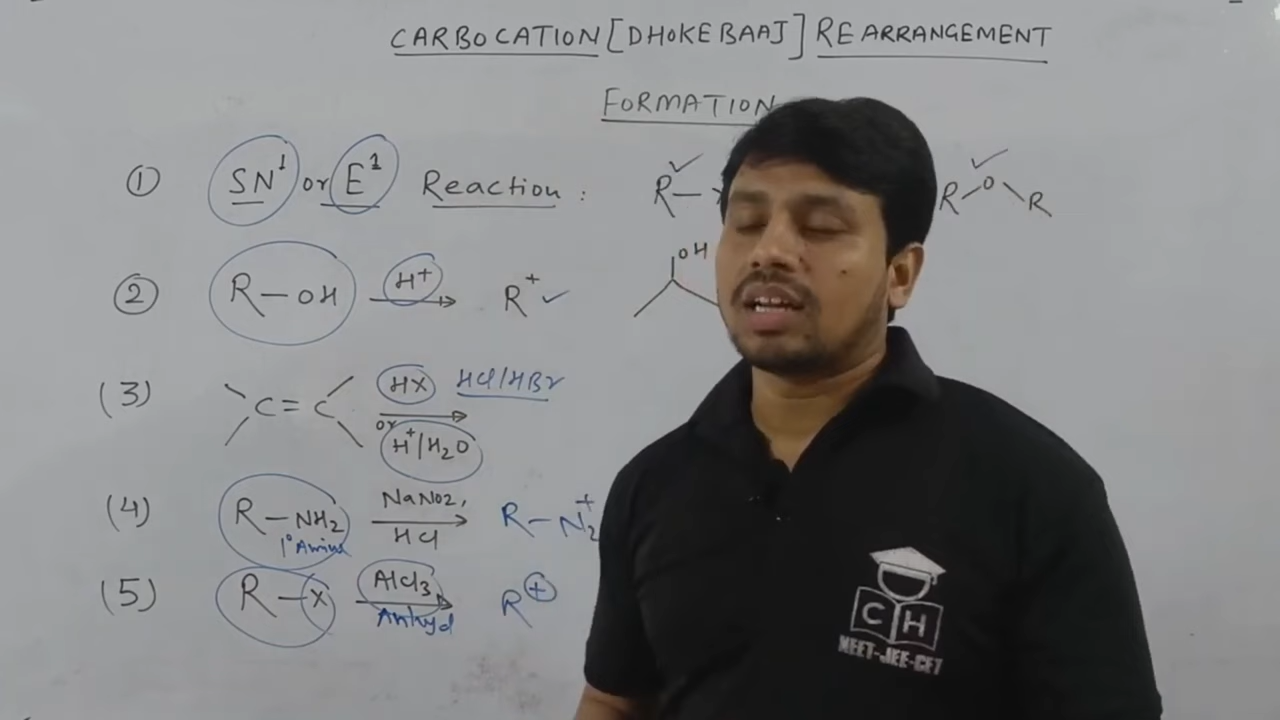 CARBOCATION [DHOKEBAAJ] REARRANGEMENT
FORMATION
① SN¹ or E¹ Reaction : R— R O R
② R—OH H⁺ R⁺ OH
(3) C=C HX HCl/HBr
or
H⁺/H₂O
(4) R—NH₂ NaNO2, HCl R—N₂⁺
1° Amine
(5) R—X AlCl₃ R⊕
Anhyd
C H
NEET-JEE-CET